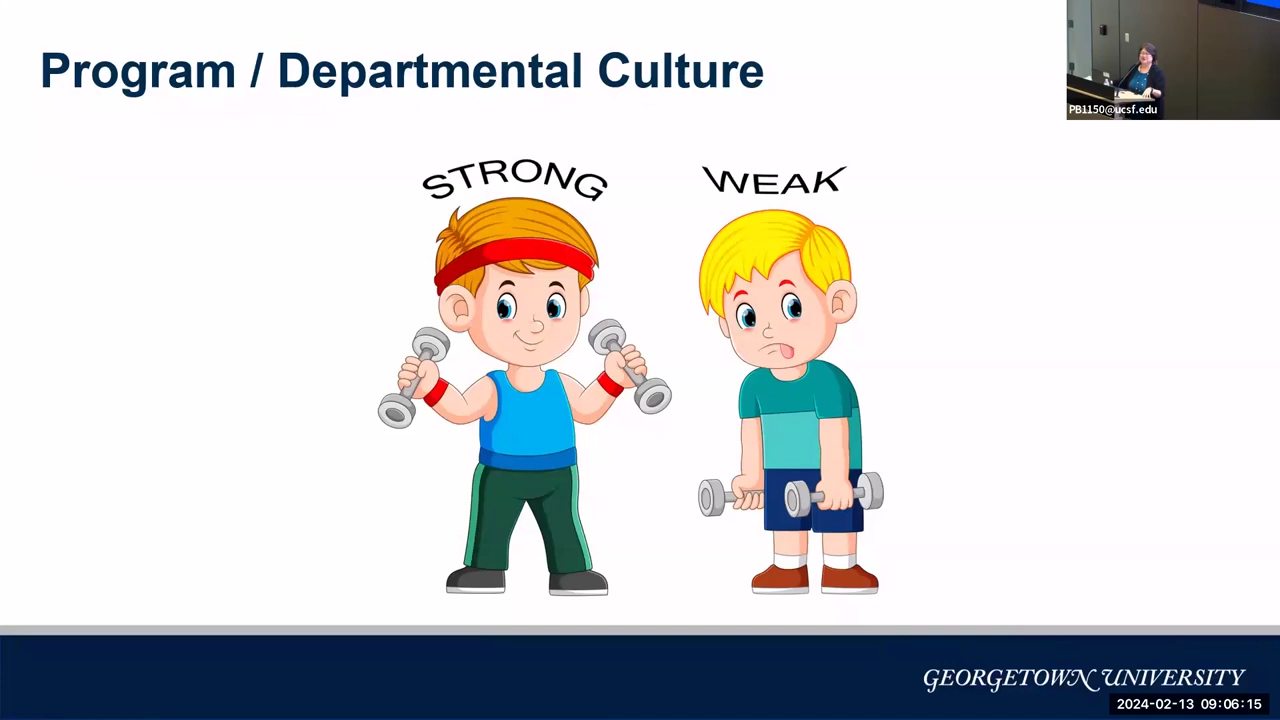 Program / Departmental Culture
PB1150@ucsf.edu
STRONG
WEAK
GEORGETOWN UNIVERSITY
2024-02-13 09:06:15